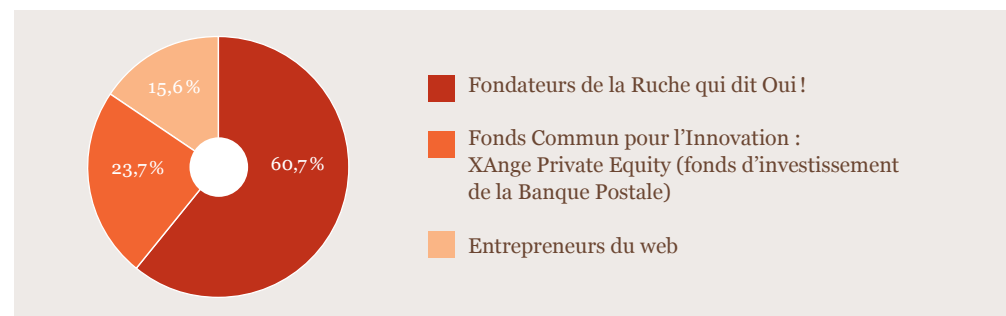 15,6 %
23,7 %
60,7 %
Fondateurs de la Ruche qui dit Oui !
Fonds Commun pour l’Innovation :
XAnge Private Equity (fonds d’investissement
de la Banque Postale)
Entrepreneurs du web